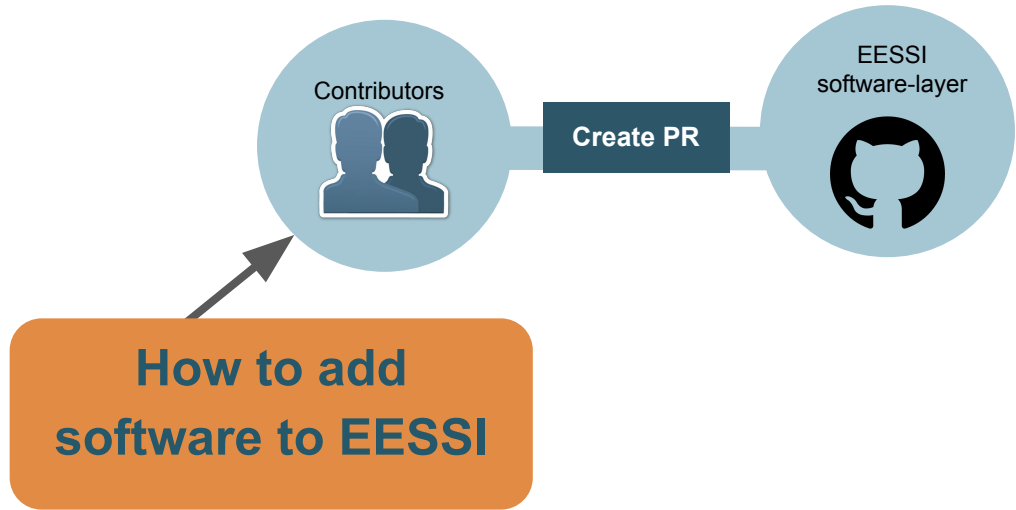 Contributors
EESSI
software-layer
Create PR
How to add
software to EESSI